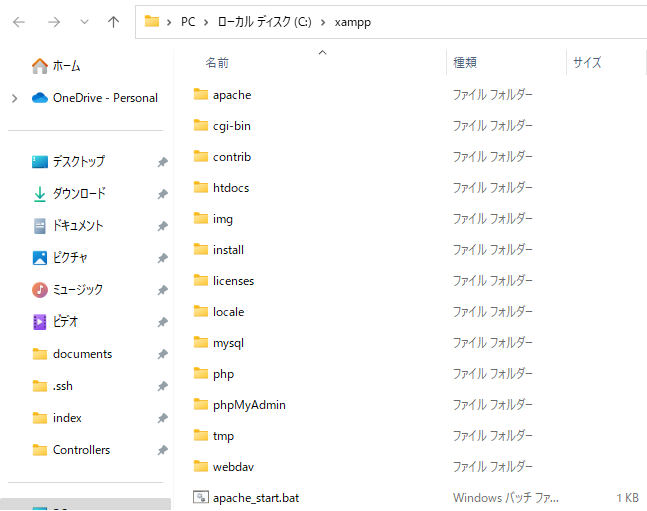 PC > ローカル ディスク (C:) > xampp
名前 種類 サイズ
ホーム
OneDrive - Personal
デスクトップ
ダウンロード
ドキュメント
ピクチャ
ミュージック
ビデオ
documents
.ssh
index
Controllers
apache ファイル フォルダー
cgi-bin ファイル フォルダー
contrib ファイル フォルダー
htdocs ファイル フォルダー
img ファイル フォルダー
install ファイル フォルダー
licenses ファイル フォルダー
locale ファイル フォルダー
mysql ファイル フォルダー
php ファイル フォルダー
phpMyAdmin ファイル フォルダー
tmp ファイル フォルダー
webdav ファイル フォルダー
apache_start.bat Windows バッチ ファ... 1 KB